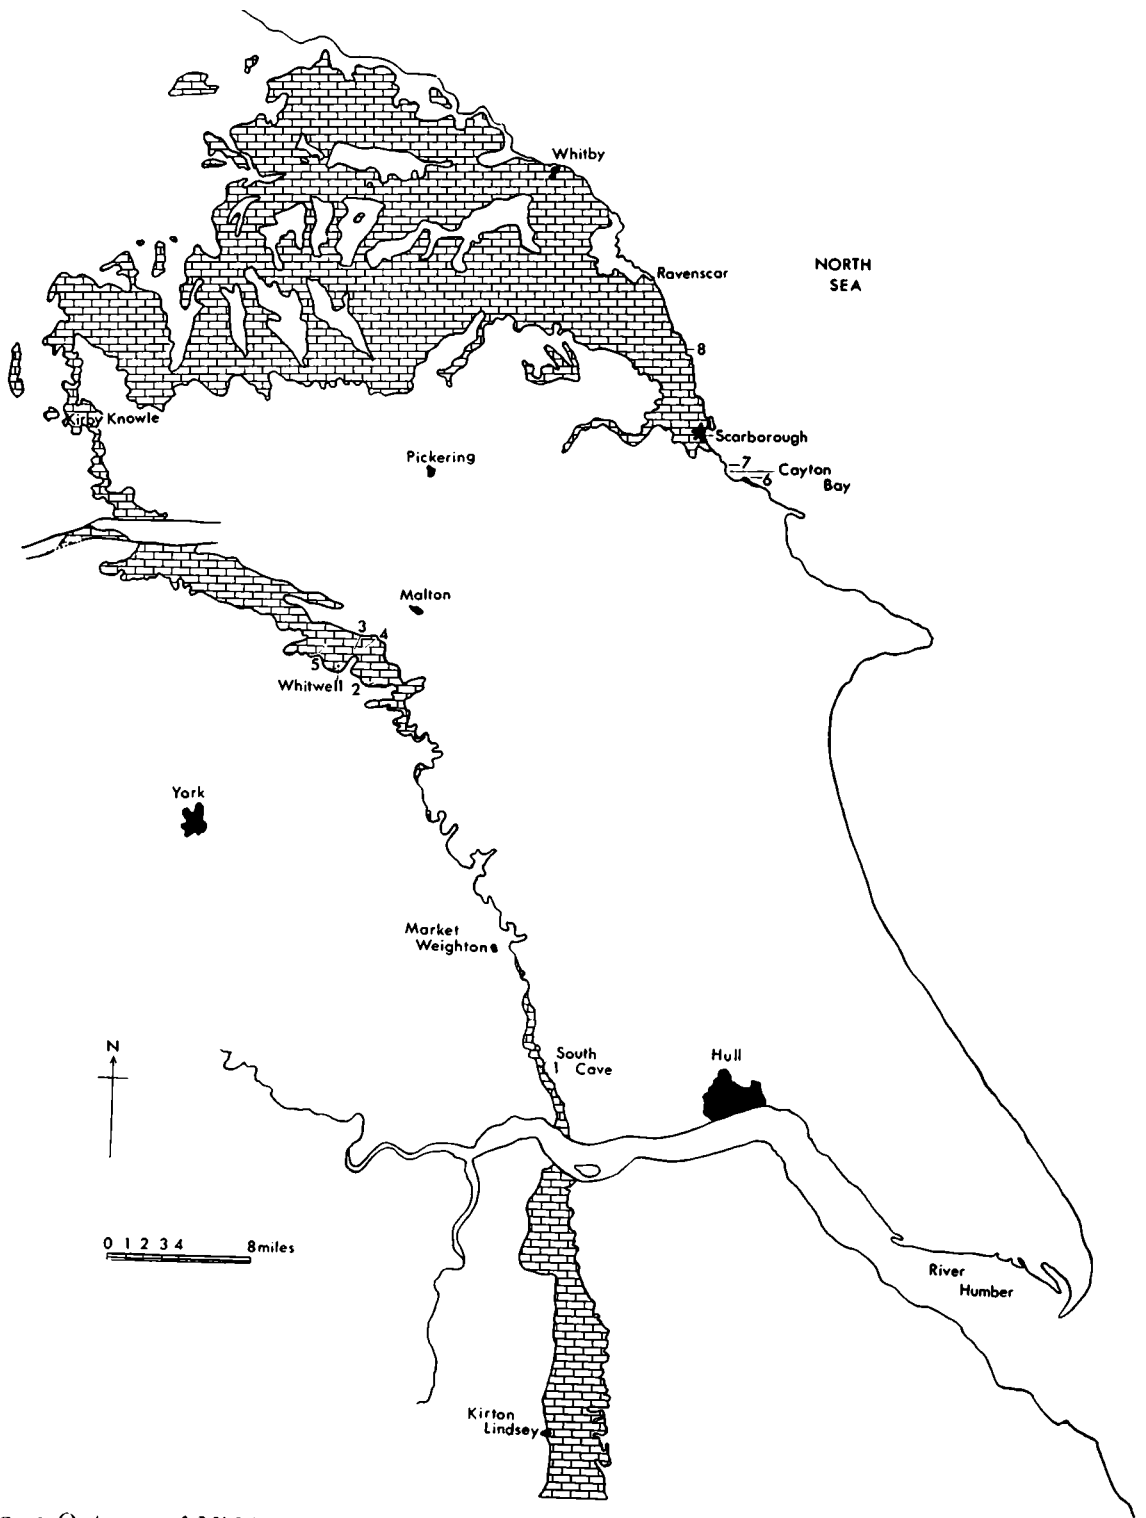 Whitby
Ravenscar
NORTH
SEA
8
Kirby Knowle
Scarborough
Pickering
7
Cayton
6
Bay
Malton
3
4
5
Whitwell
2
York
Market
Weighton
N
South
1 Cave
Hull
0 1 2 3 4 8miles
River
Humber
Kirton
Lindsey